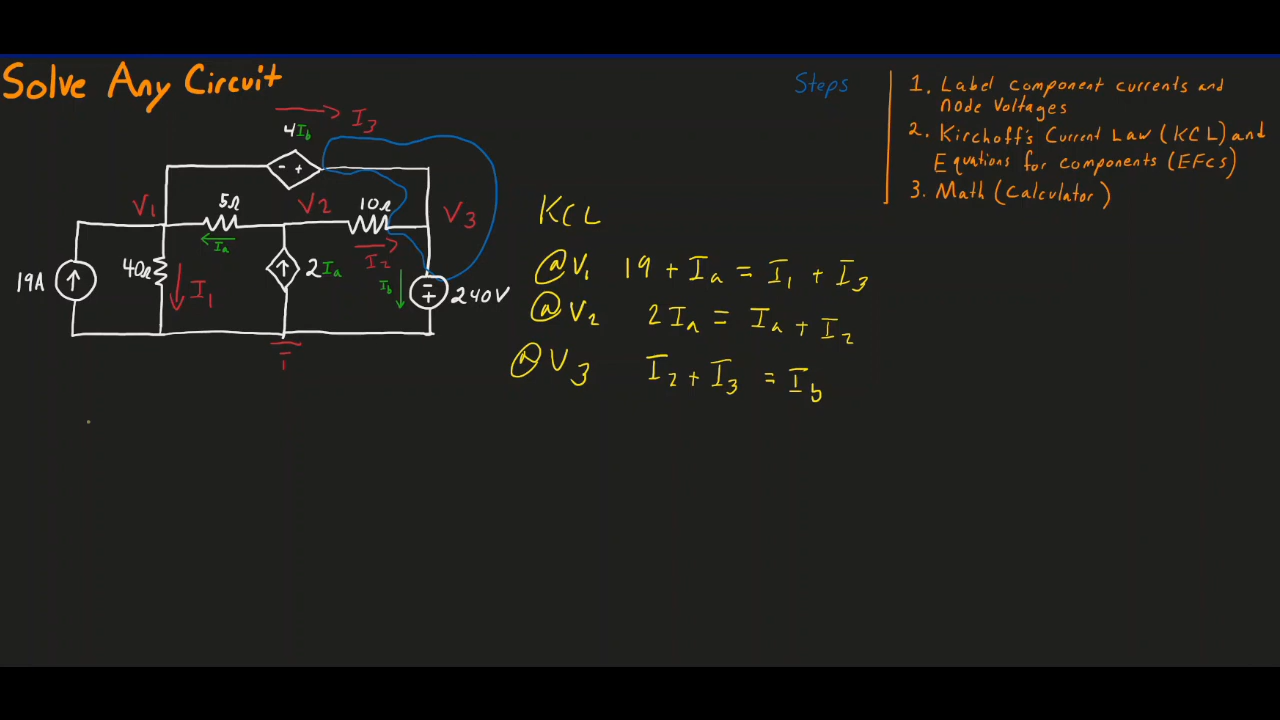 Solve Any Circuit
Steps
1. Label component currents and
node Voltages
2. Kirchoff's Current Law (KCL) and
Equations for components (EFCs)
3. Math (Calculator)
I3
4Ib
- +
V1
5Ω
V2
10Ω
V3
Ia
I2
19A
40Ω
I1
2Ia
Ib
- +
240V
KCL
@V1 19 + Ia = I1 + I3
@V2 2Ia = Ia + I2
@V3 I2 + I3 = Ib